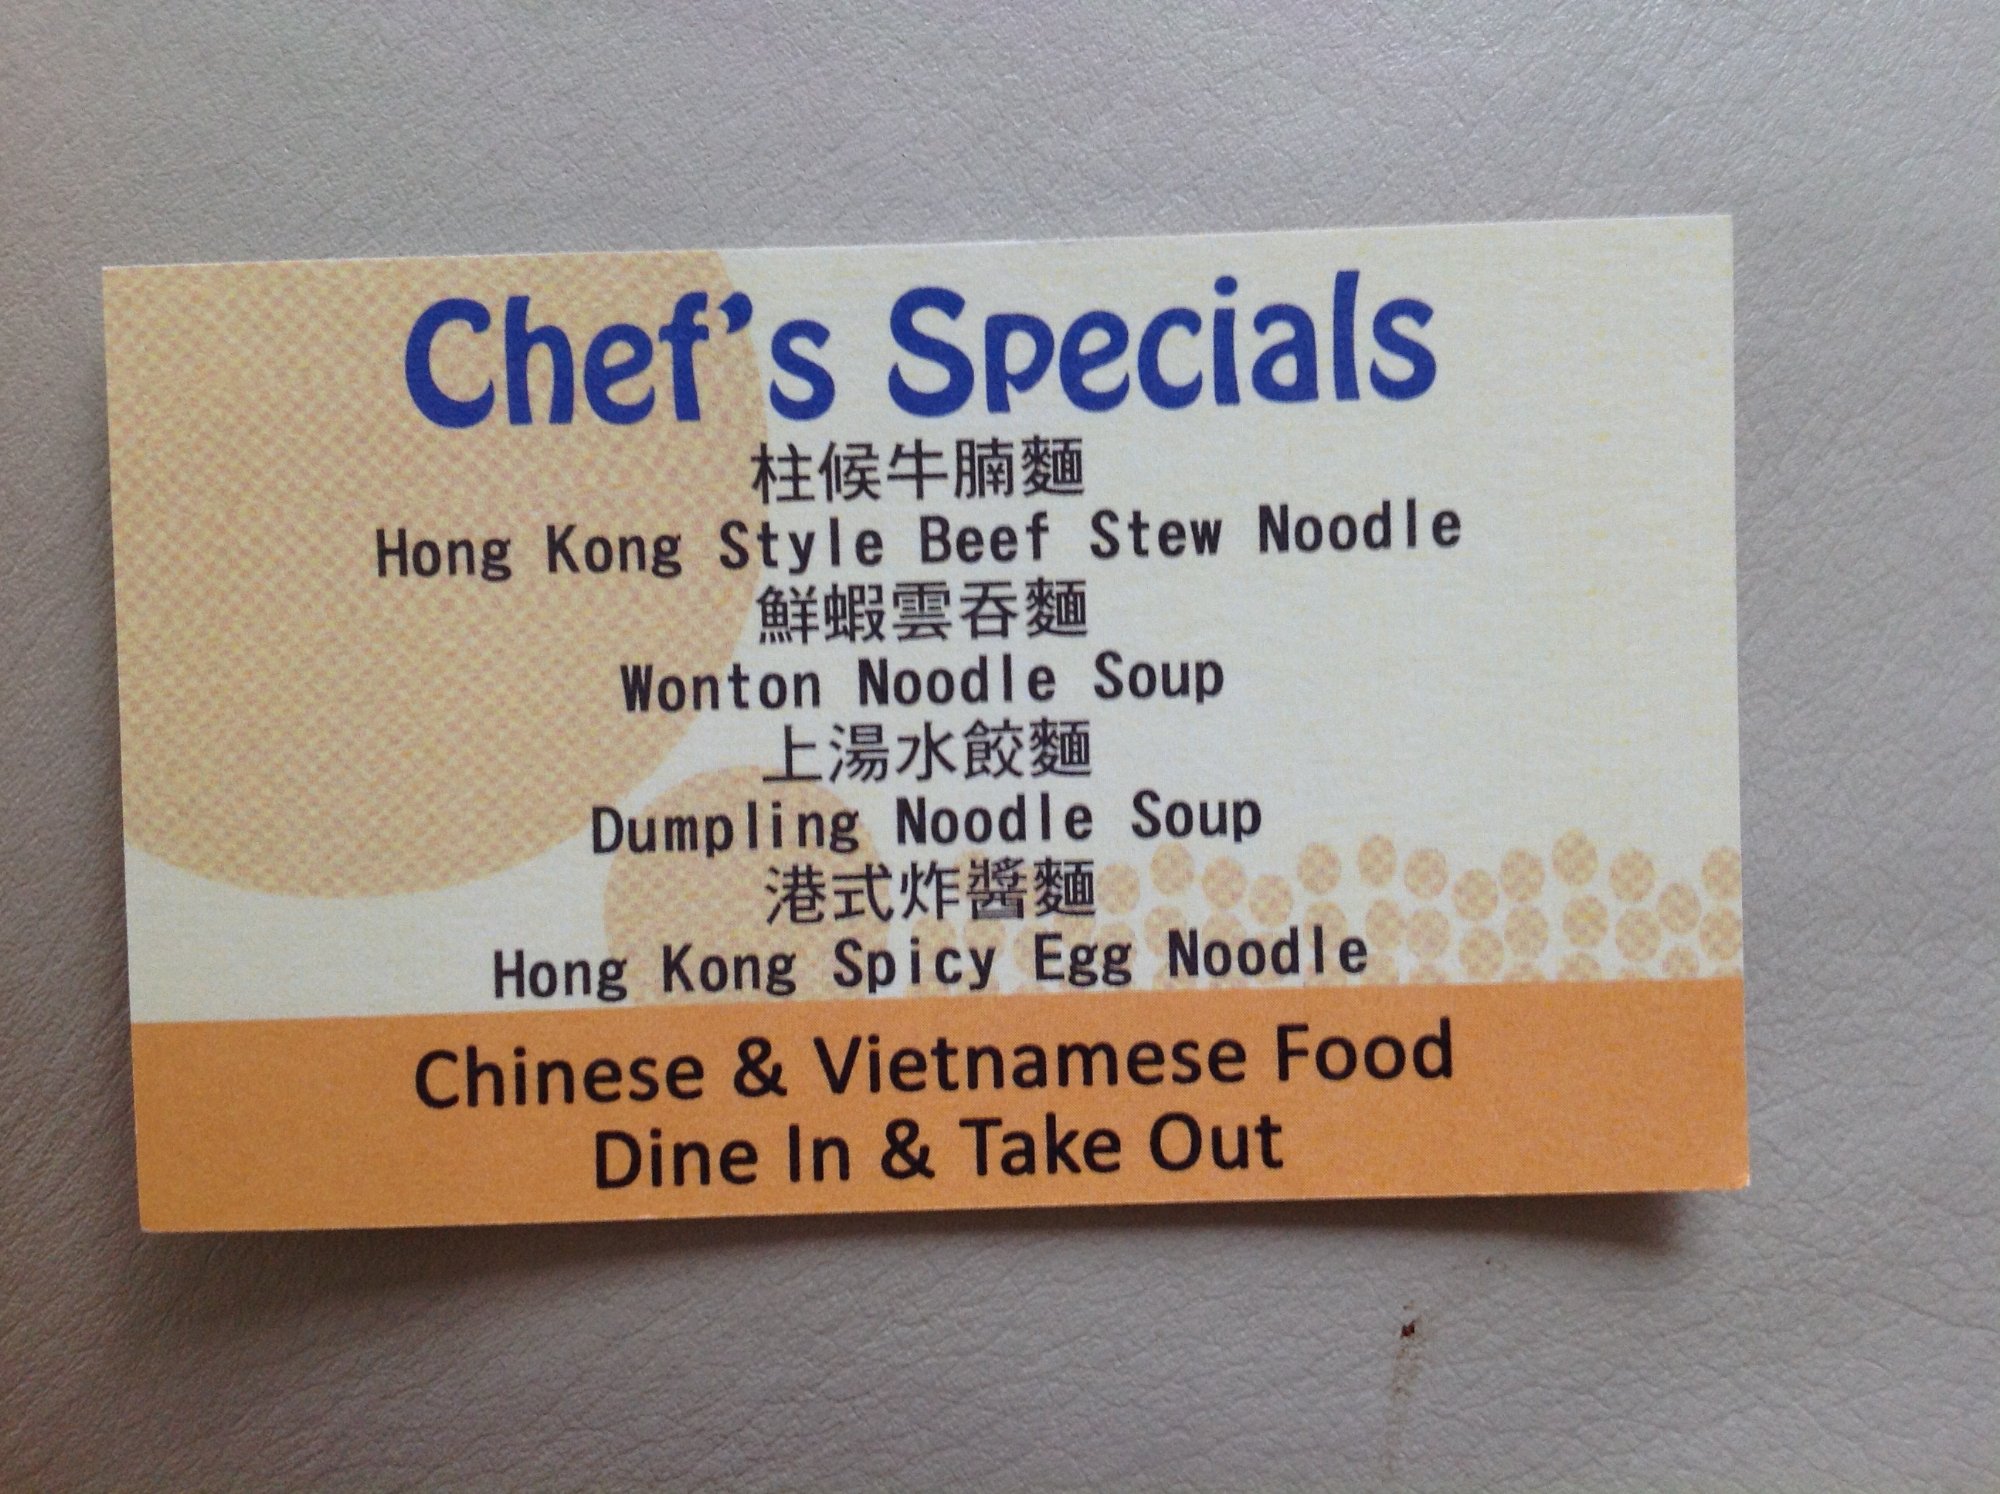 Chef's Specials
柱候牛腩麵
Hong Kong Style Beef Stew Noodle
鮮蝦雲吞麵
Wonton Noodle Soup
上湯水餃麵
Dumpling Noodle Soup
港式炸醬麵
Hong Kong Spicy Egg Noodle
Chinese & Vietnamese Food
Dine In & Take Out